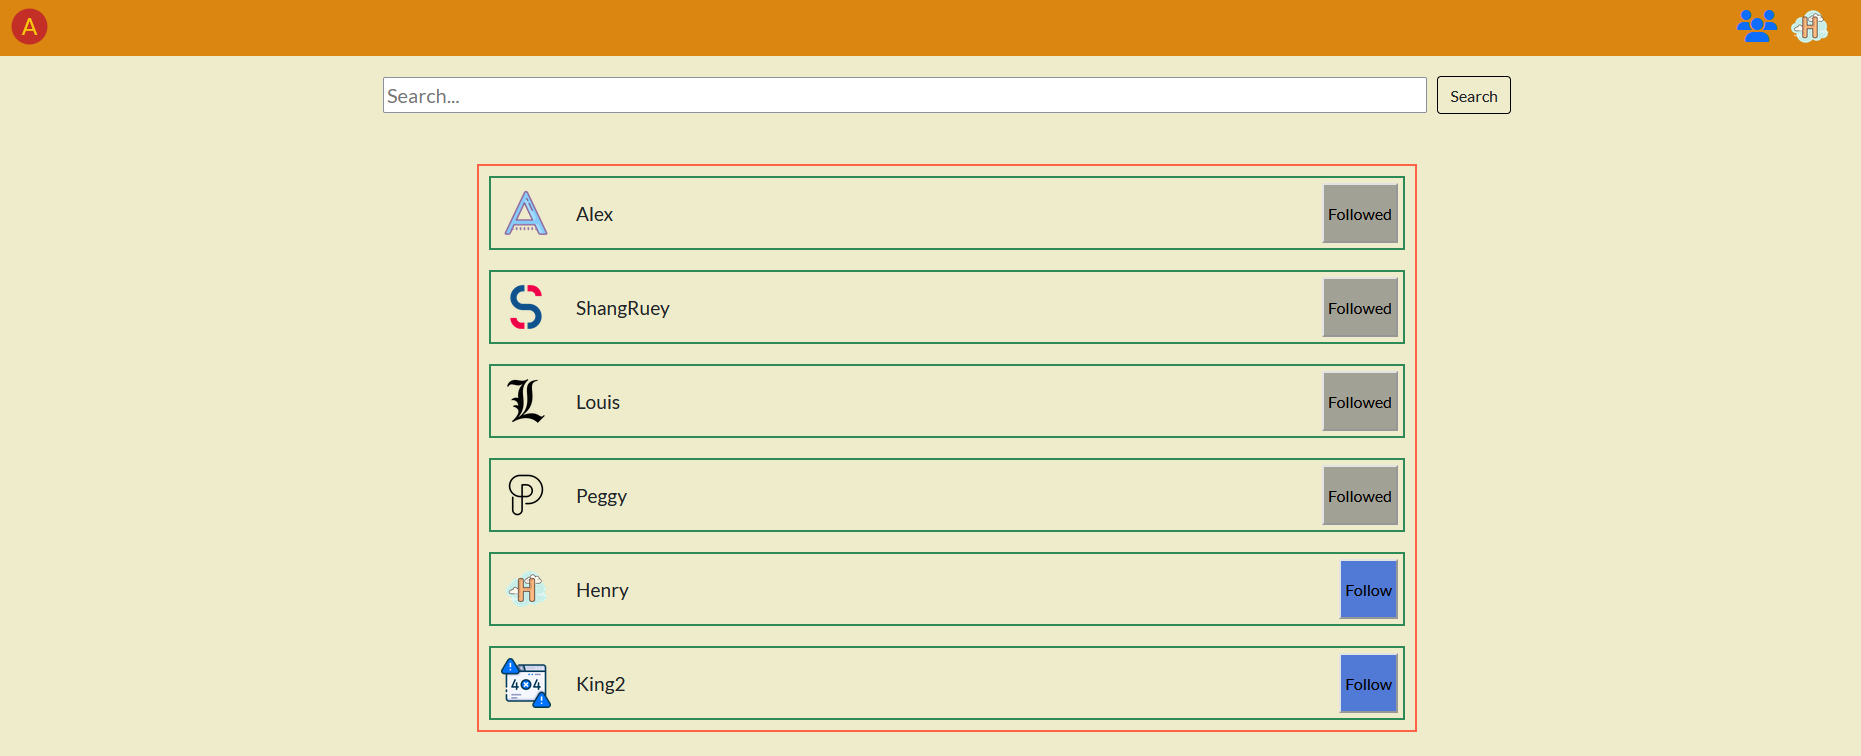 A
H
Search...
Search
A
Alex
Followed
S
ShangRuey
Followed
L
Louis
Followed
P
Peggy
Followed
H
Henry
Follow
404
King2
Follow